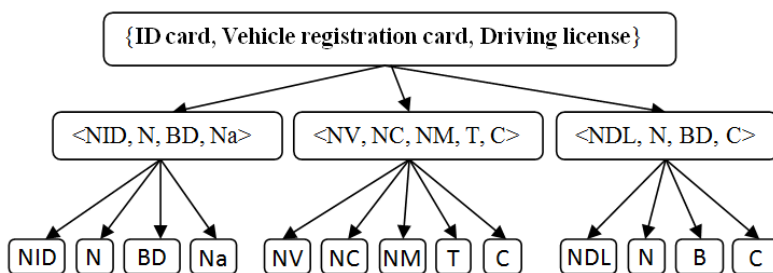 {ID card, Vehicle registration card, Driving license}
<NID, N, BD, Na> <NV, NC, NM, T, C> <NDL, N, BD, C>
NID N BD Na NV NC NM T C NDL N B C